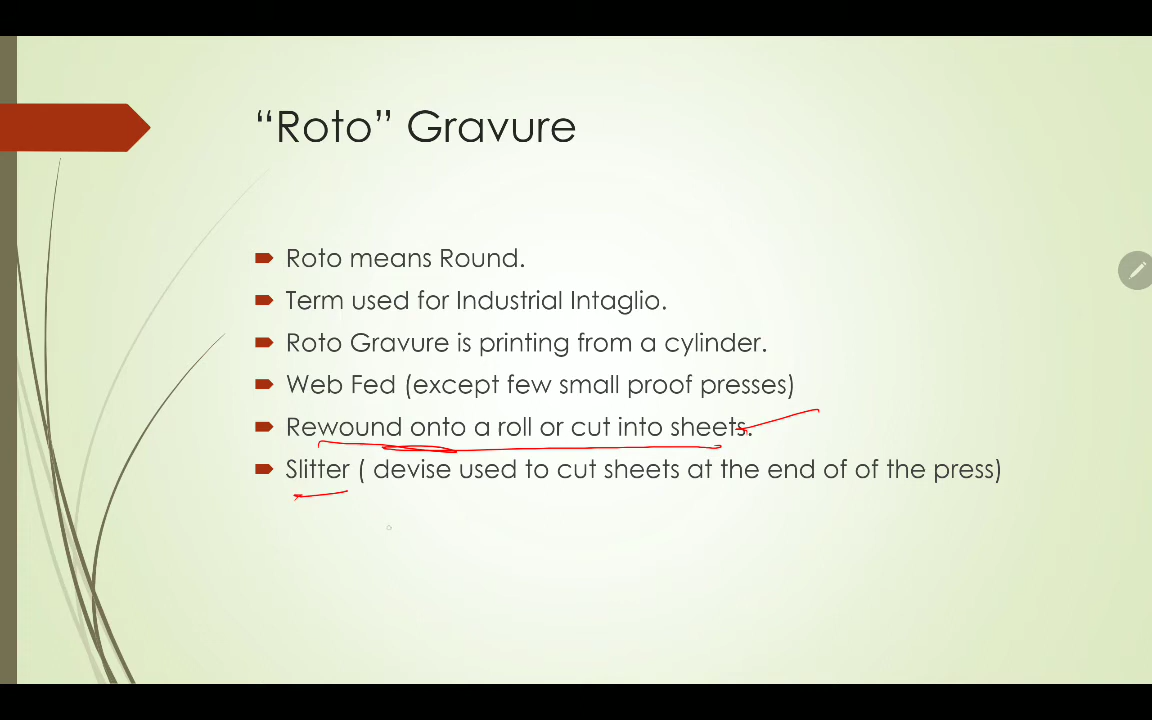 “Roto” Gravure
Roto means Round.
Term used for Industrial Intaglio.
Roto Gravure is printing from a cylinder.
Web Fed (except few small proof presses)
Rewound onto a roll or cut into sheets.
Slitter ( devise used to cut sheets at the end of of the press)